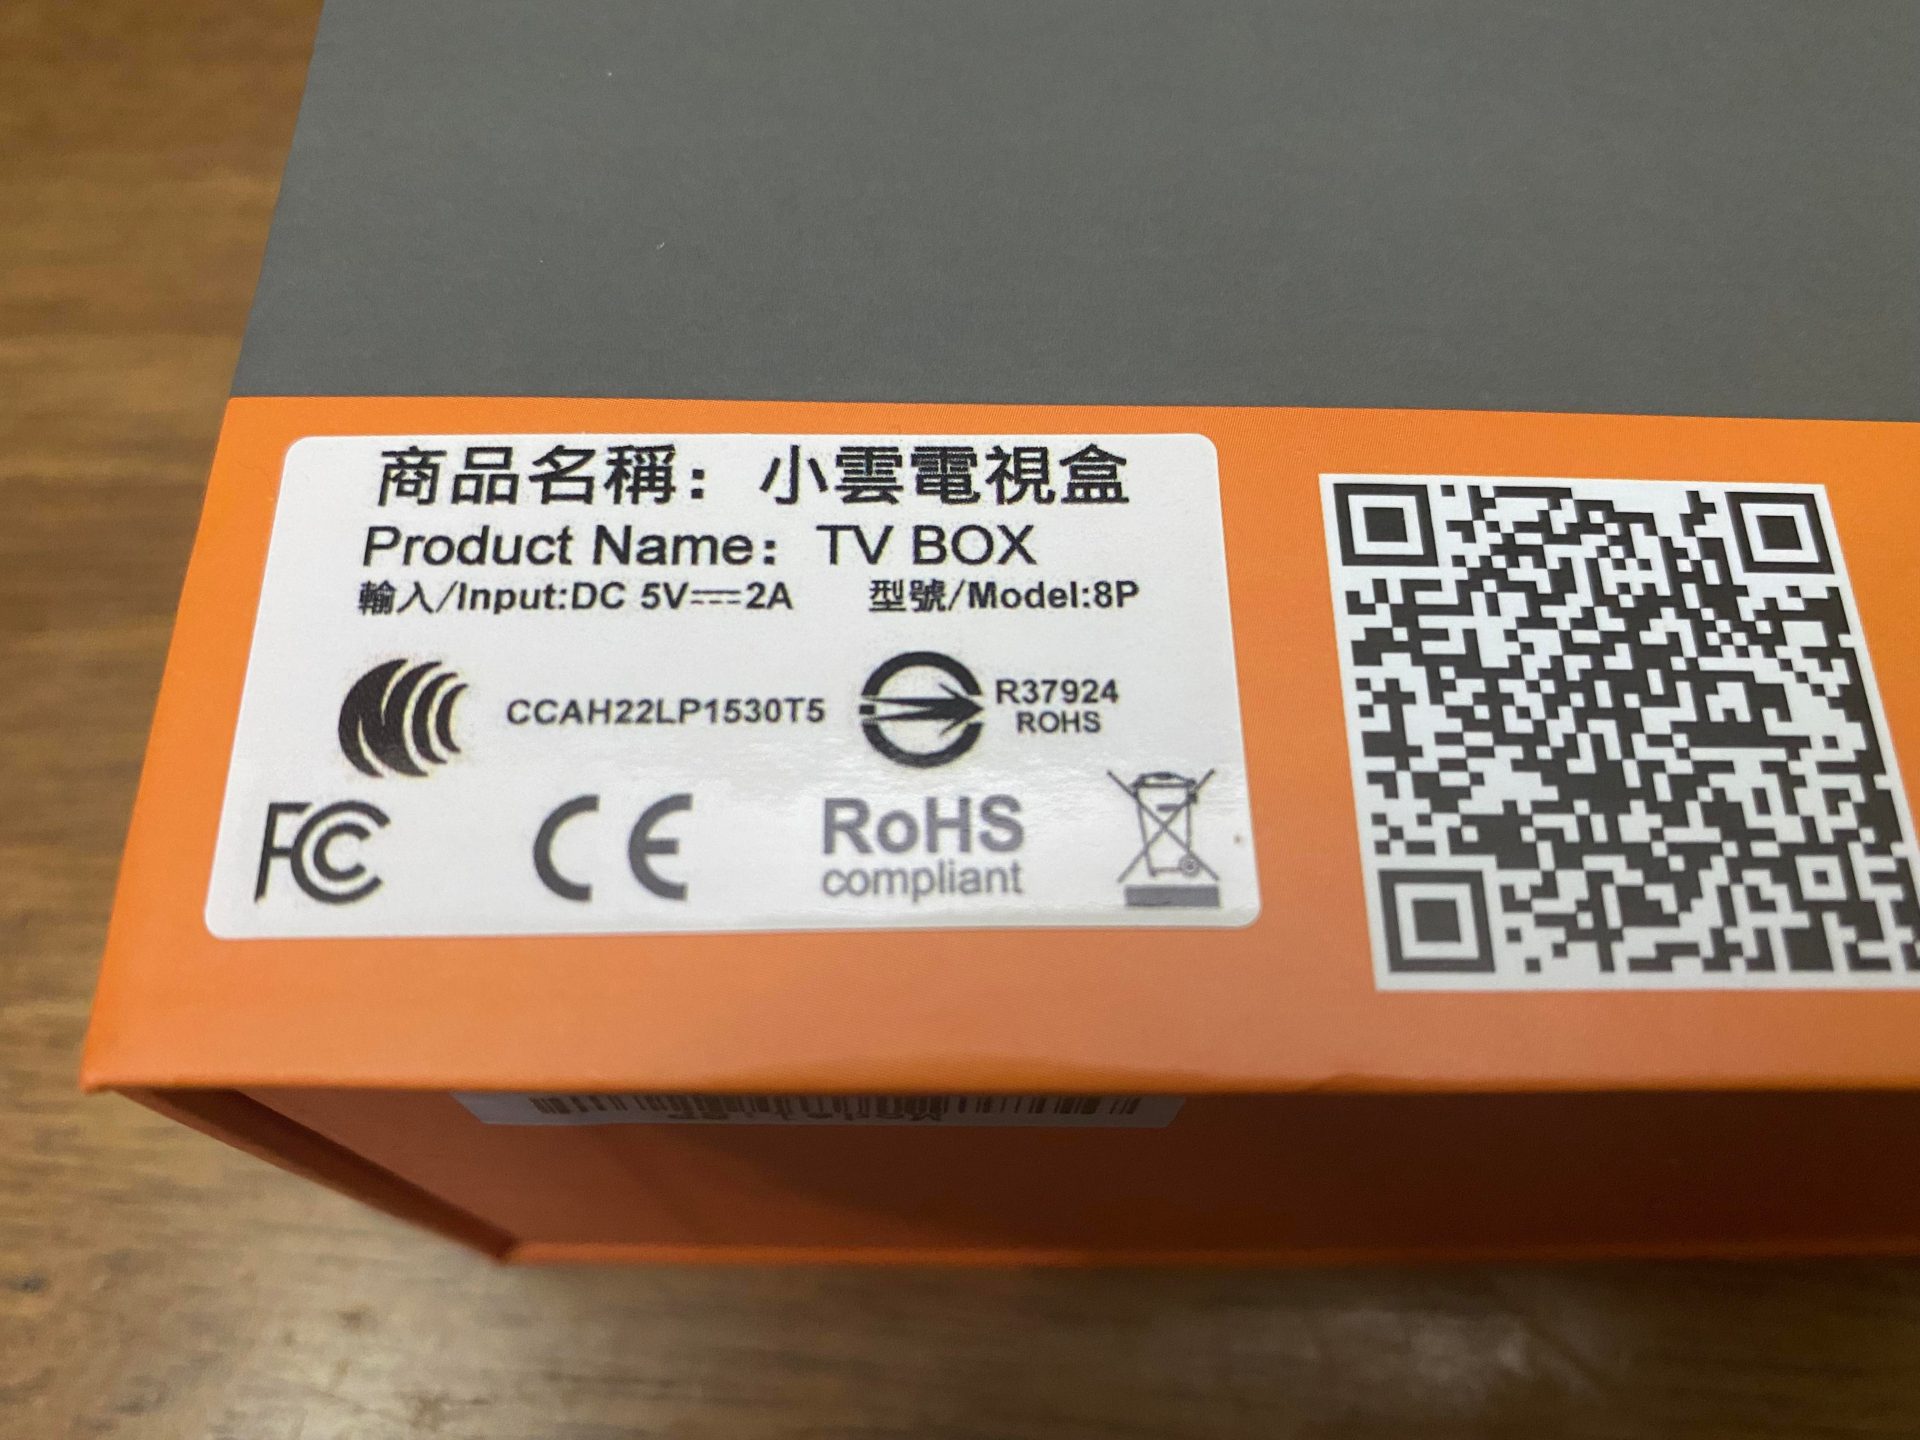 商品名稱：小雲電視盒
Product Name：TV BOX
輸入/Input:DC 5V⎓2A 型號/Model:8P
CCAH22LP1530T5
R37924
ROHS
FC CE
RoHS
compliant